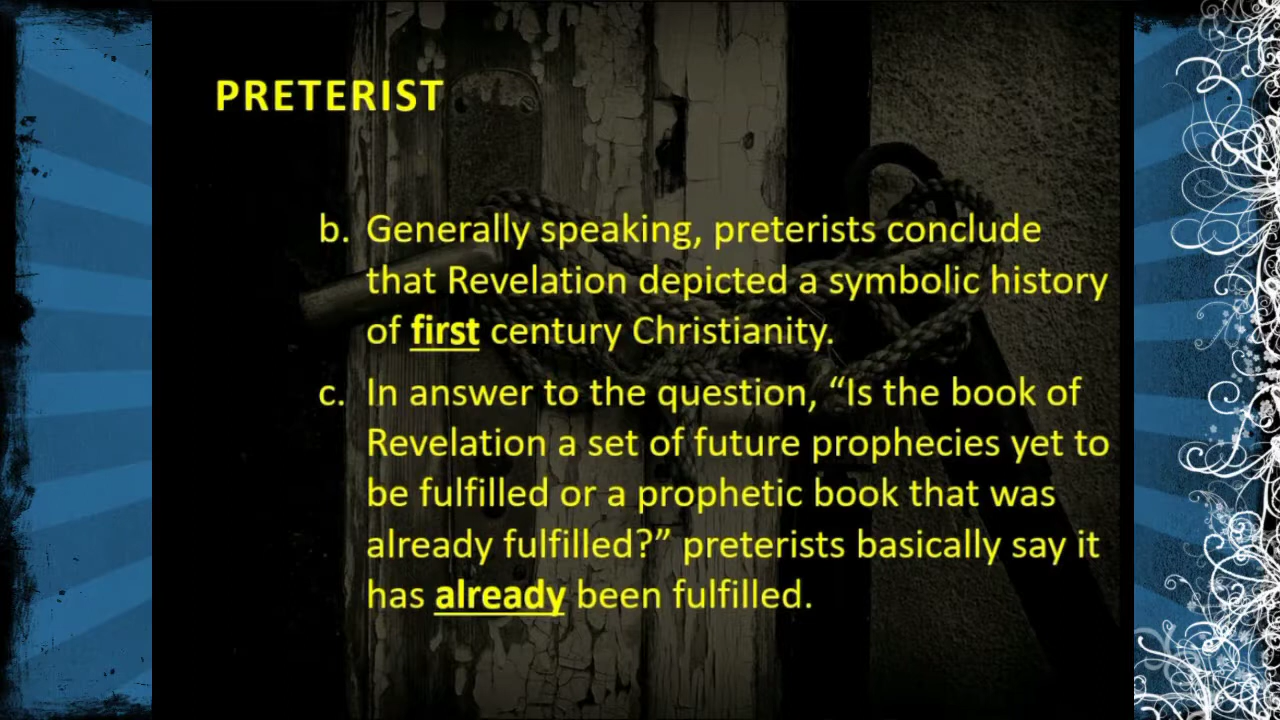 PRETERIST
b. Generally speaking, preterists conclude
that Revelation depicted a symbolic history
of first century Christianity.
c. In answer to the question, “Is the book of
Revelation a set of future prophecies yet to
be fulfilled or a prophetic book that was
already fulfilled?” preterists basically say it
has already been fulfilled.